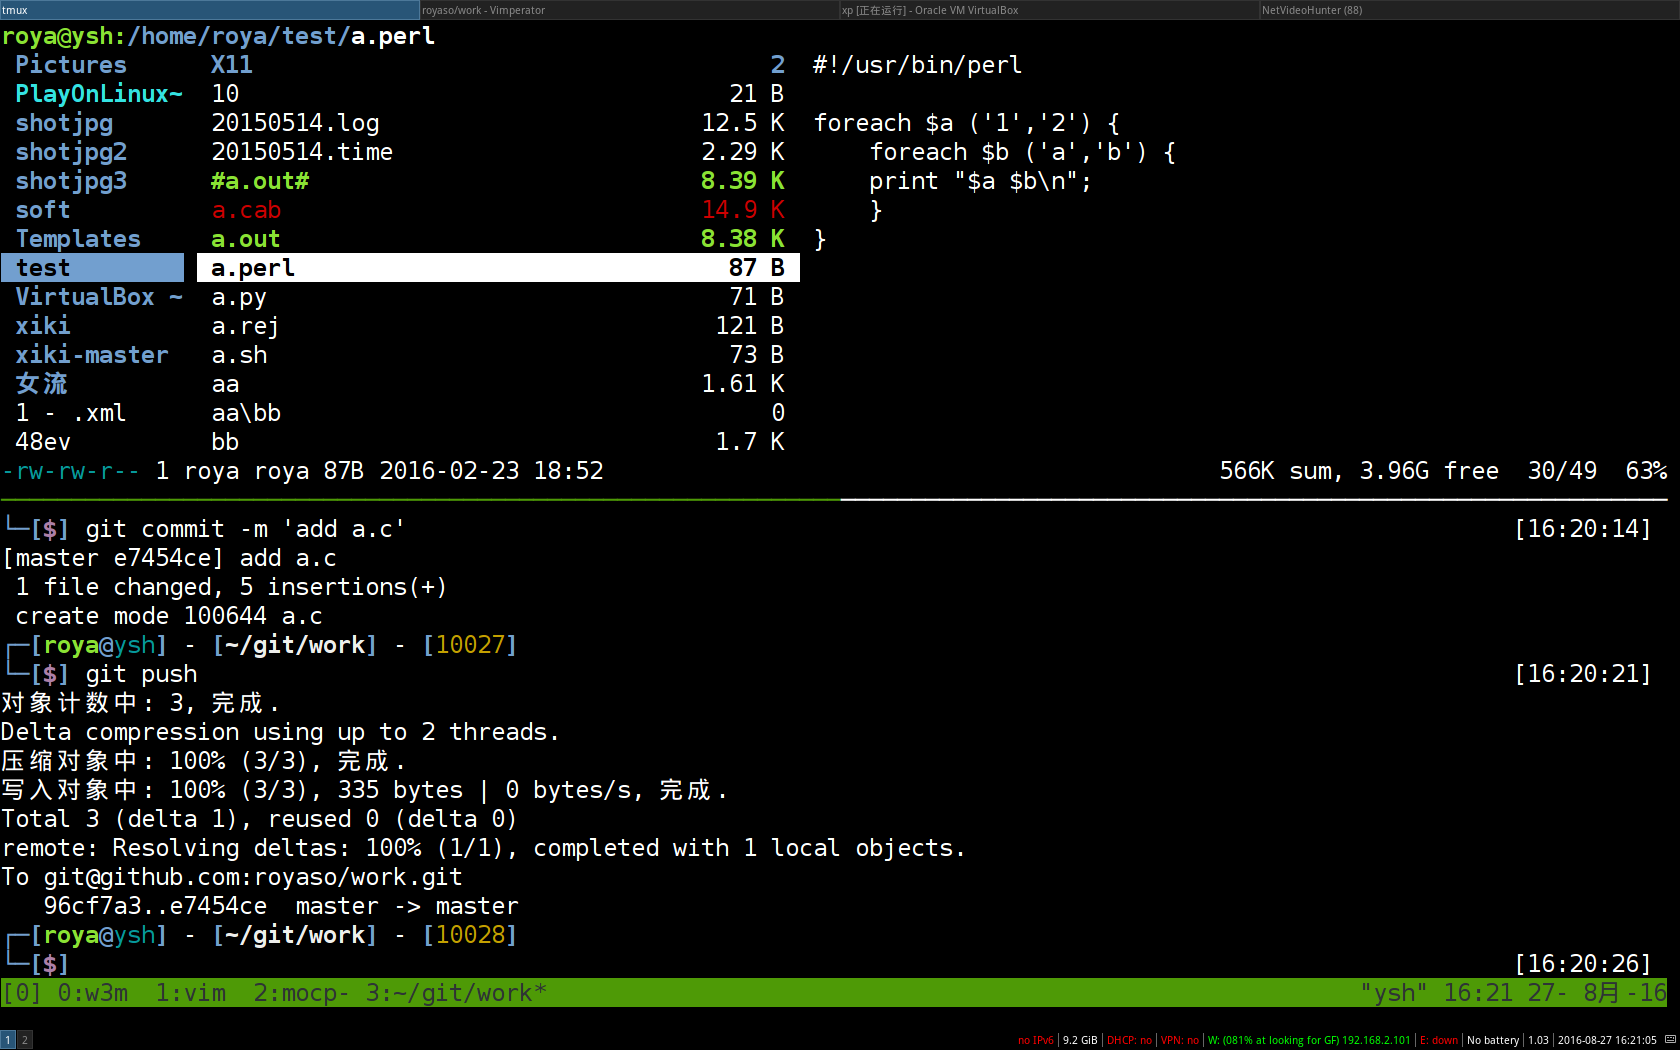 tmux royaso/work - Vimperator xp [正在运行] - Oracle VM VirtualBox NetVideoHunter (88)
roya@ysh:/home/roya/test/a.perl
Pictures X11 2 #!/usr/bin/perl
PlayOnLinux~ 10 21 B
shotjpg 20150514.log 12.5 K foreach $a ('1','2') {
shotjpg2 20150514.time 2.29 K foreach $b ('a','b') {
shotjpg3 #a.out# 8.39 K print "$a $b\n";
soft a.cab 14.9 K }
Templates a.out 8.38 K }
test a.perl 87 B
VirtualBox ~ a.py 71 B
xiki a.rej 121 B
xiki-master a.sh 73 B
女流 aa 1.61 K
1 - .xml aa\bb 0
48ev bb 1.7 K
-rw-rw-r-- 1 roya roya 87B 2016-02-23 18:52 566K sum, 3.96G free 30/49 63%
└─[$] git commit -m 'add a.c' [16:20:14]
[master e7454ce] add a.c
1 file changed, 5 insertions(+)
create mode 100644 a.c
┌─[roya@ysh] - [~/git/work] - [10027]
└─[$] git push [16:20:21]
对象计数中: 3, 完成.
Delta compression using up to 2 threads.
压缩对象中: 100% (3/3), 完成.
写入对象中: 100% (3/3), 335 bytes | 0 bytes/s, 完成.
Total 3 (delta 1), reused 0 (delta 0)
remote: Resolving deltas: 100% (1/1), completed with 1 local objects.
To git@github.com:royaso/work.git
96cf7a3..e7454ce master -> master
┌─[roya@ysh] - [~/git/work] - [10028]
└─[$] [16:20:26]
[0] 0:w3m 1:vim 2:mocp- 3:~/git/work* "ysh" 16:21 27- 8月-16
1 2 no IPv6 | 9.2 GiB | DHCP: no | VPN: no | W: (081% at looking for GF) 192.168.2.101 | E: down | No battery | 1.03 | 2016-08-27 16:21:05